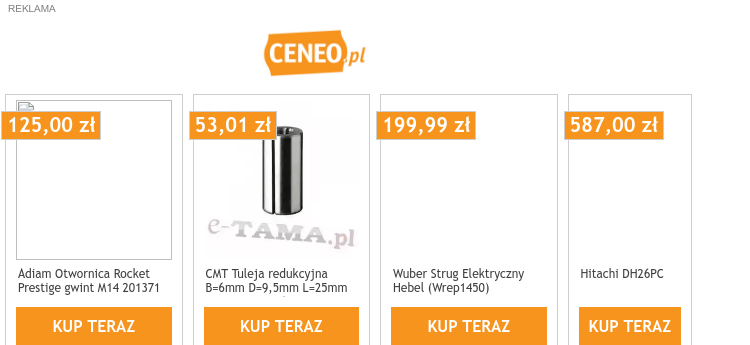 REKLAMA
CENEO.pl
125,00 zł
53,01 zł
199,99 zł
587,00 zł
e-TAMA.pl
Adiam Otwornica Rocket
Prestige gwint M14 201371
CMT Tuleja redukcyjna
B=6mm D=9,5mm L=25mm
Wuber Strug Elektryczny
Hebel (Wrep1450)
Hitachi DH26PC
KUP TERAZ
KUP TERAZ
KUP TERAZ
KUP TERAZ